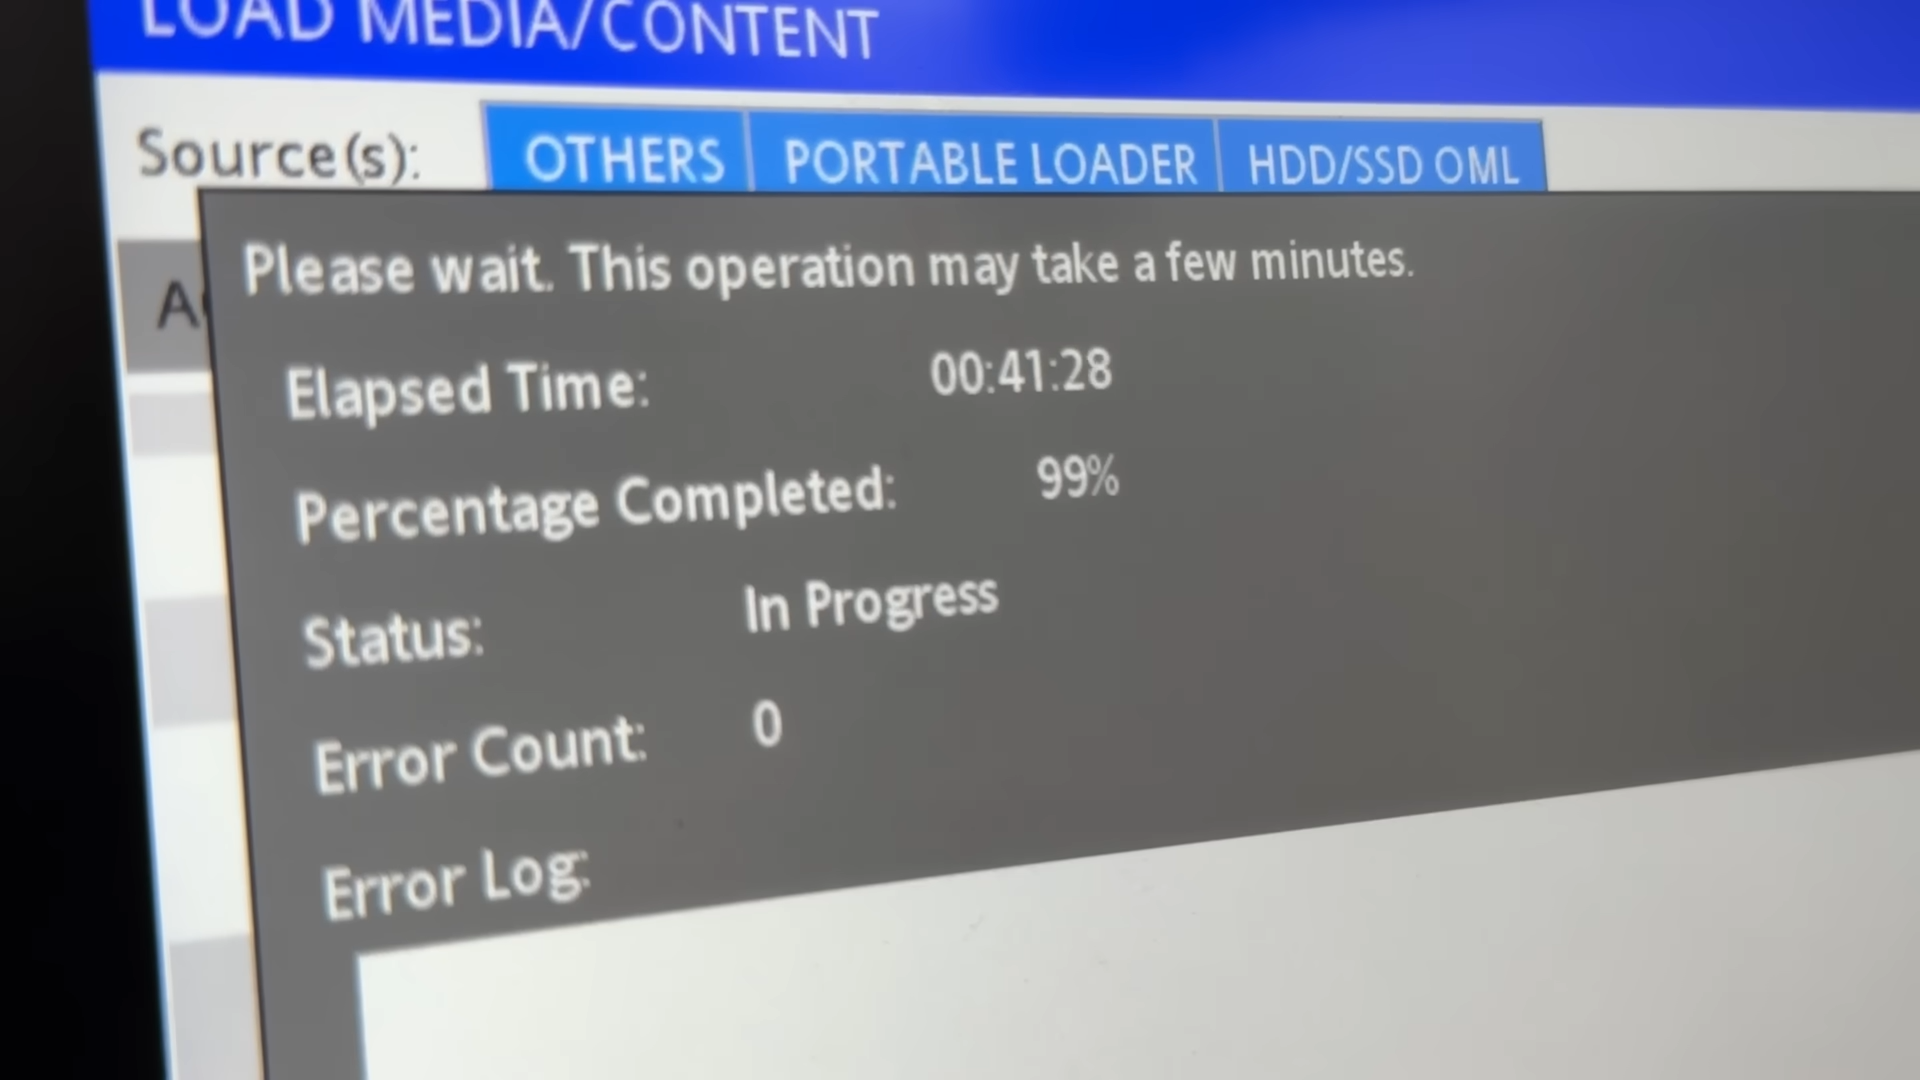 LOAD MEDIA/CONTENT
Source(s): OTHERS PORTABLE LOADER HDD/SSD OML
Please wait. This operation may take a few minutes.
Elapsed Time: 00:41:28
Percentage Completed: 99%
Status: In Progress
Error Count: 0
Error Log: